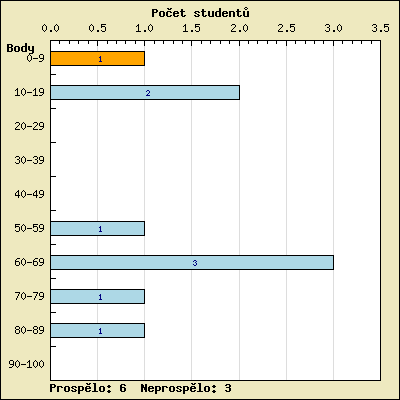 Počet studentů
0.0 0.5 1.0 1.5 2.0 2.5 3.0 3.5
Body
0-9 1
10-19 2
20-29
30-39
40-49
50-59 1
60-69 3
70-79 1
80-89 1
90-100
Prospělo: 6 Neprospělo: 3